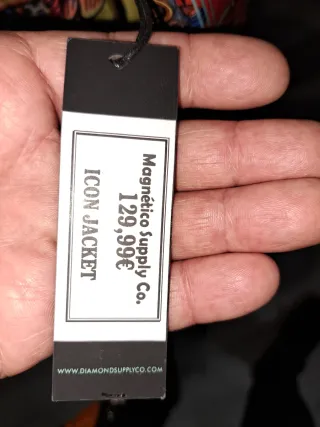 Magnético Supply Co.
129,99€
ICON JACKET
WWW.DIAMONDSUPPLYCO.COM